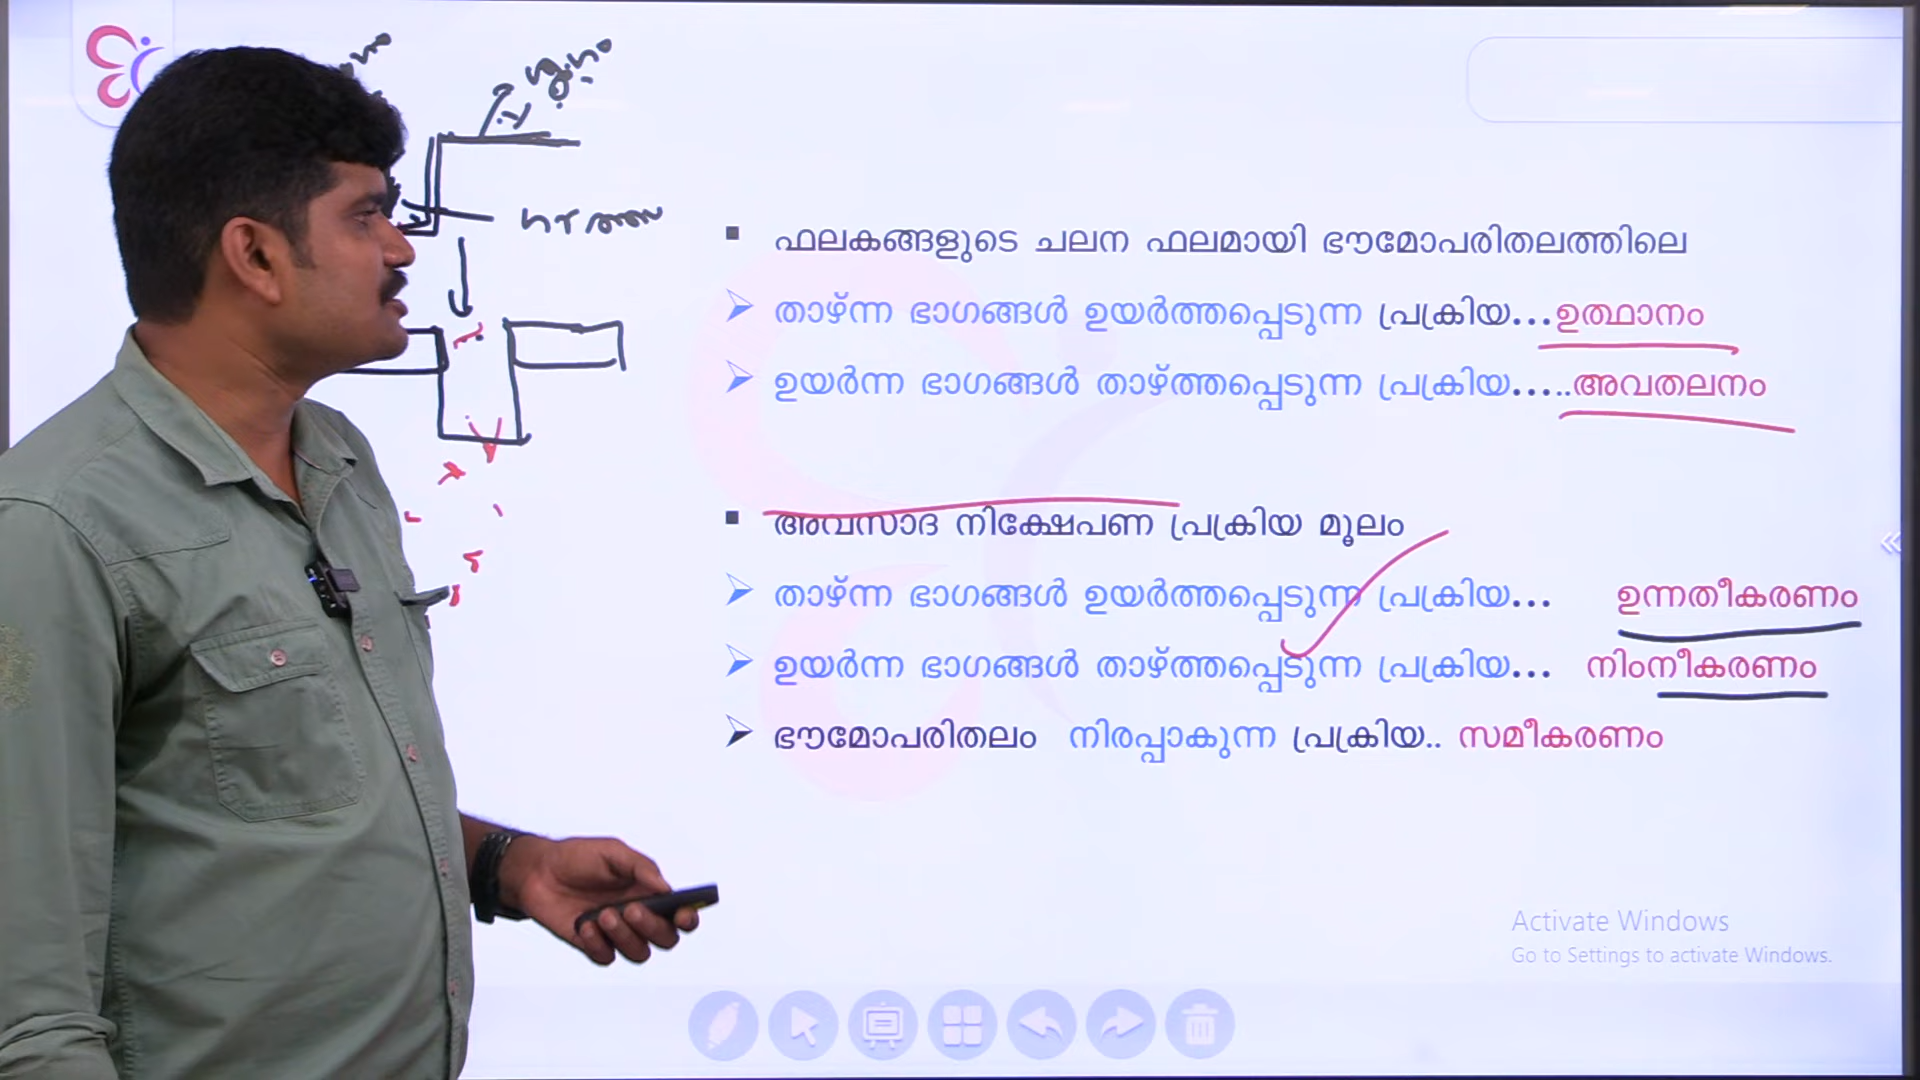 ശൃംഗം
ഗർത്തം
▪ ഫലകങ്ങളുടെ ചലന ഫലമായി ഭൗമോപരിതലത്തിലെ
➢ താഴ്ന്ന ഭാഗങ്ങൾ ഉയർത്തപ്പെടുന്ന പ്രക്രിയ...ഉത്ഥാനം
➢ ഉയർന്ന ഭാഗങ്ങൾ താഴ്ത്തപ്പെടുന്ന പ്രക്രിയ.....അവതലനം
▪ അവസാദ നിക്ഷേപണ പ്രക്രിയ മൂലം
➢ താഴ്ന്ന ഭാഗങ്ങൾ ഉയർത്തപ്പെടുന്ന പ്രക്രിയ... ഉന്നതീകരണം
➢ ഉയർന്ന ഭാഗങ്ങൾ താഴ്ത്തപ്പെടുന്ന പ്രക്രിയ... നിംനീകരണം
➢ ഭൗമോപരിതലം നിരപ്പാകുന്ന പ്രക്രിയ.. സമീകരണം
Activate Windows
Go to Settings to activate Windows.